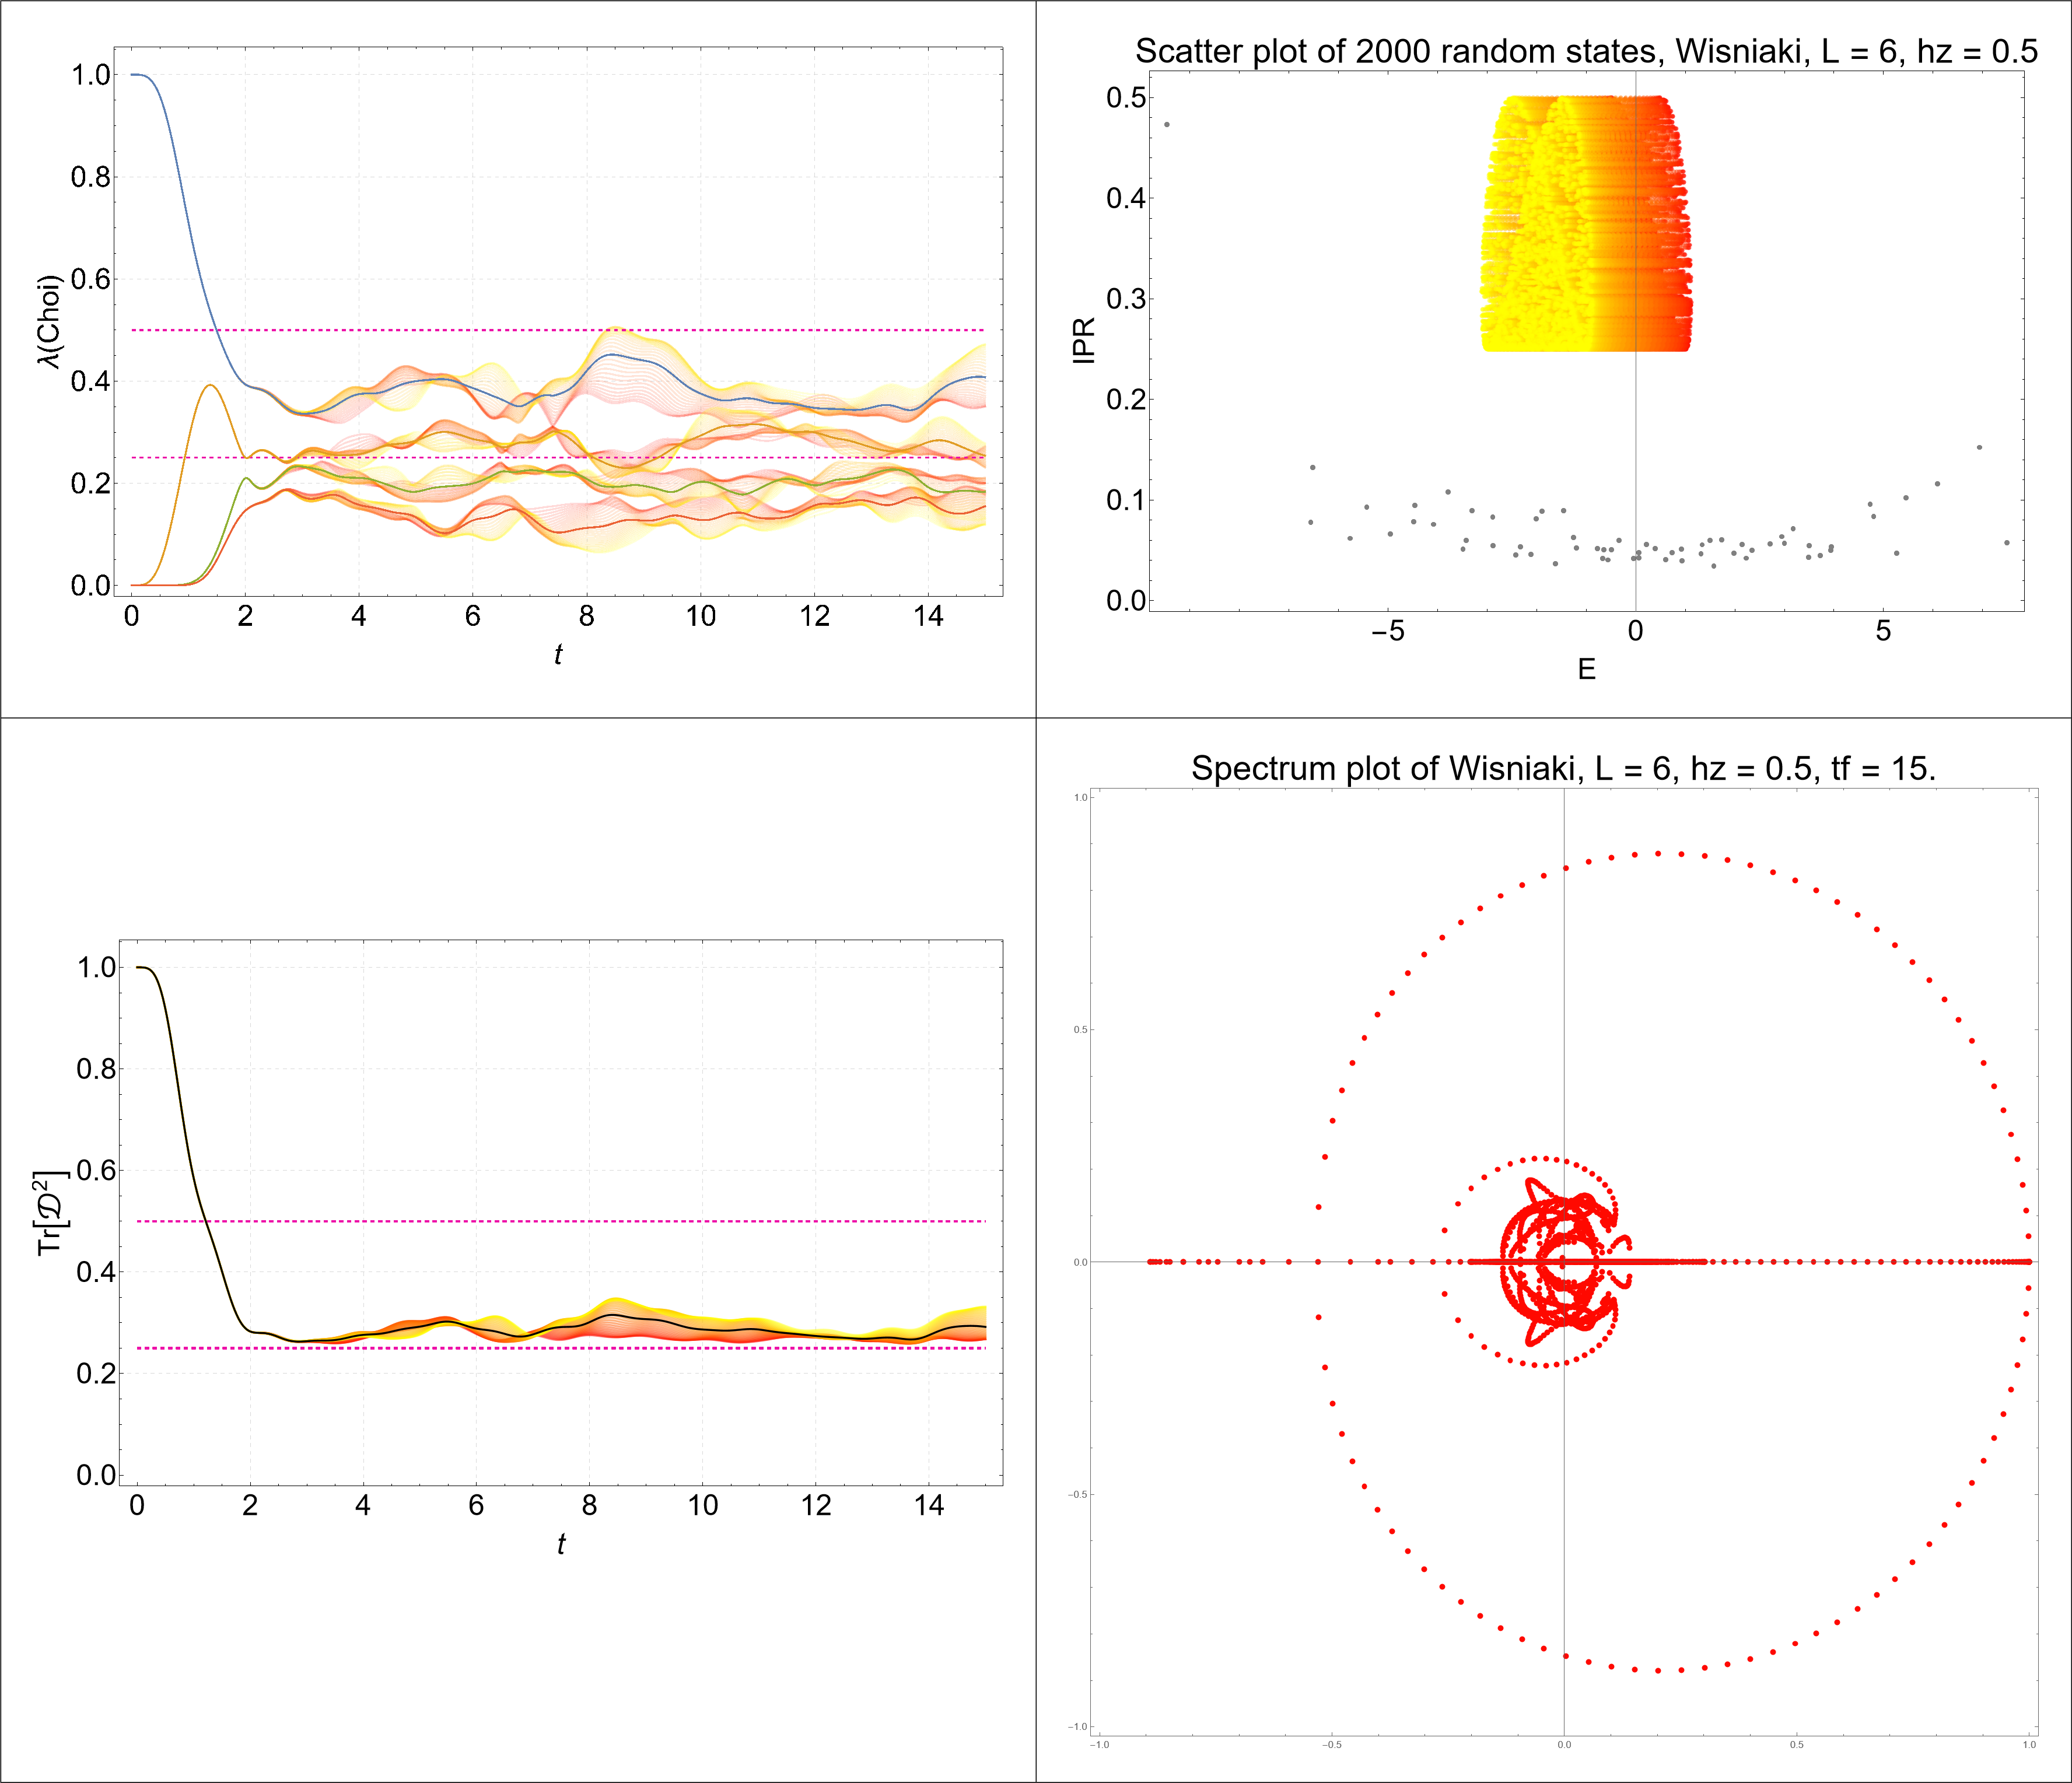 1.0
0.8
0.6
0.4
0.2
0.0
λ(Choi)
0 2 4 6 8 10 12 14
t
Scatter plot of 2000 random states, Wisniaki, L = 6, hz = 0.5
0.5
0.4
0.3
0.2
0.1
0.0
IPR
−5 0 5
E
1.0
0.8
0.6
0.4
0.2
0.0
Tr[𝒟²]
0 2 4 6 8 10 12 14
t
Spectrum plot of Wisniaki, L = 6, hz = 0.5, tf = 15.
1.0
0.5
0.0
−0.5
−1.0
−1.0 −0.5 0.0 0.5 1.0